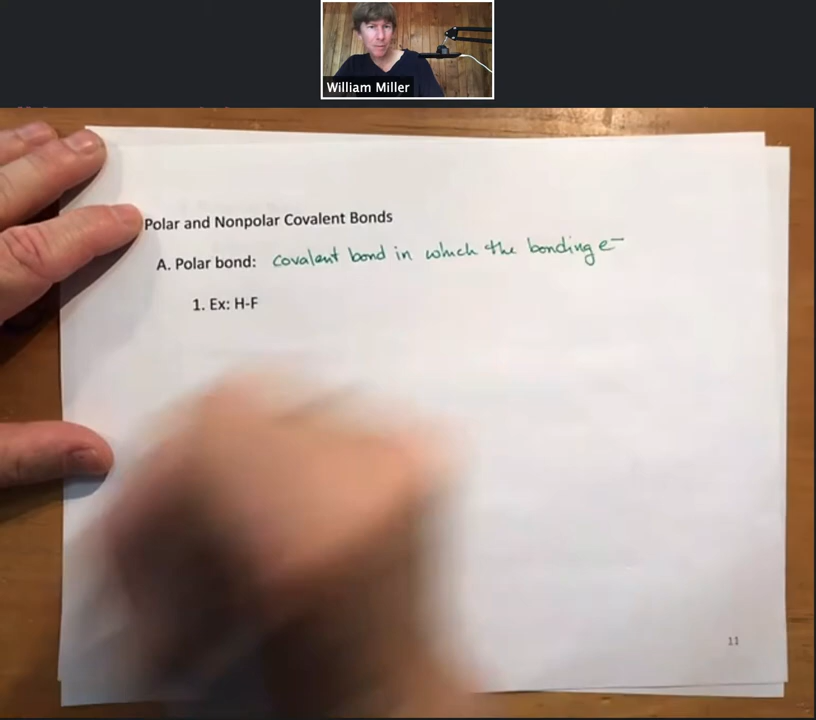 William Miller
Polar and Nonpolar Covalent Bonds
A. Polar bond: covalent bond in which the bonding e⁻
1. Ex: H-F
11